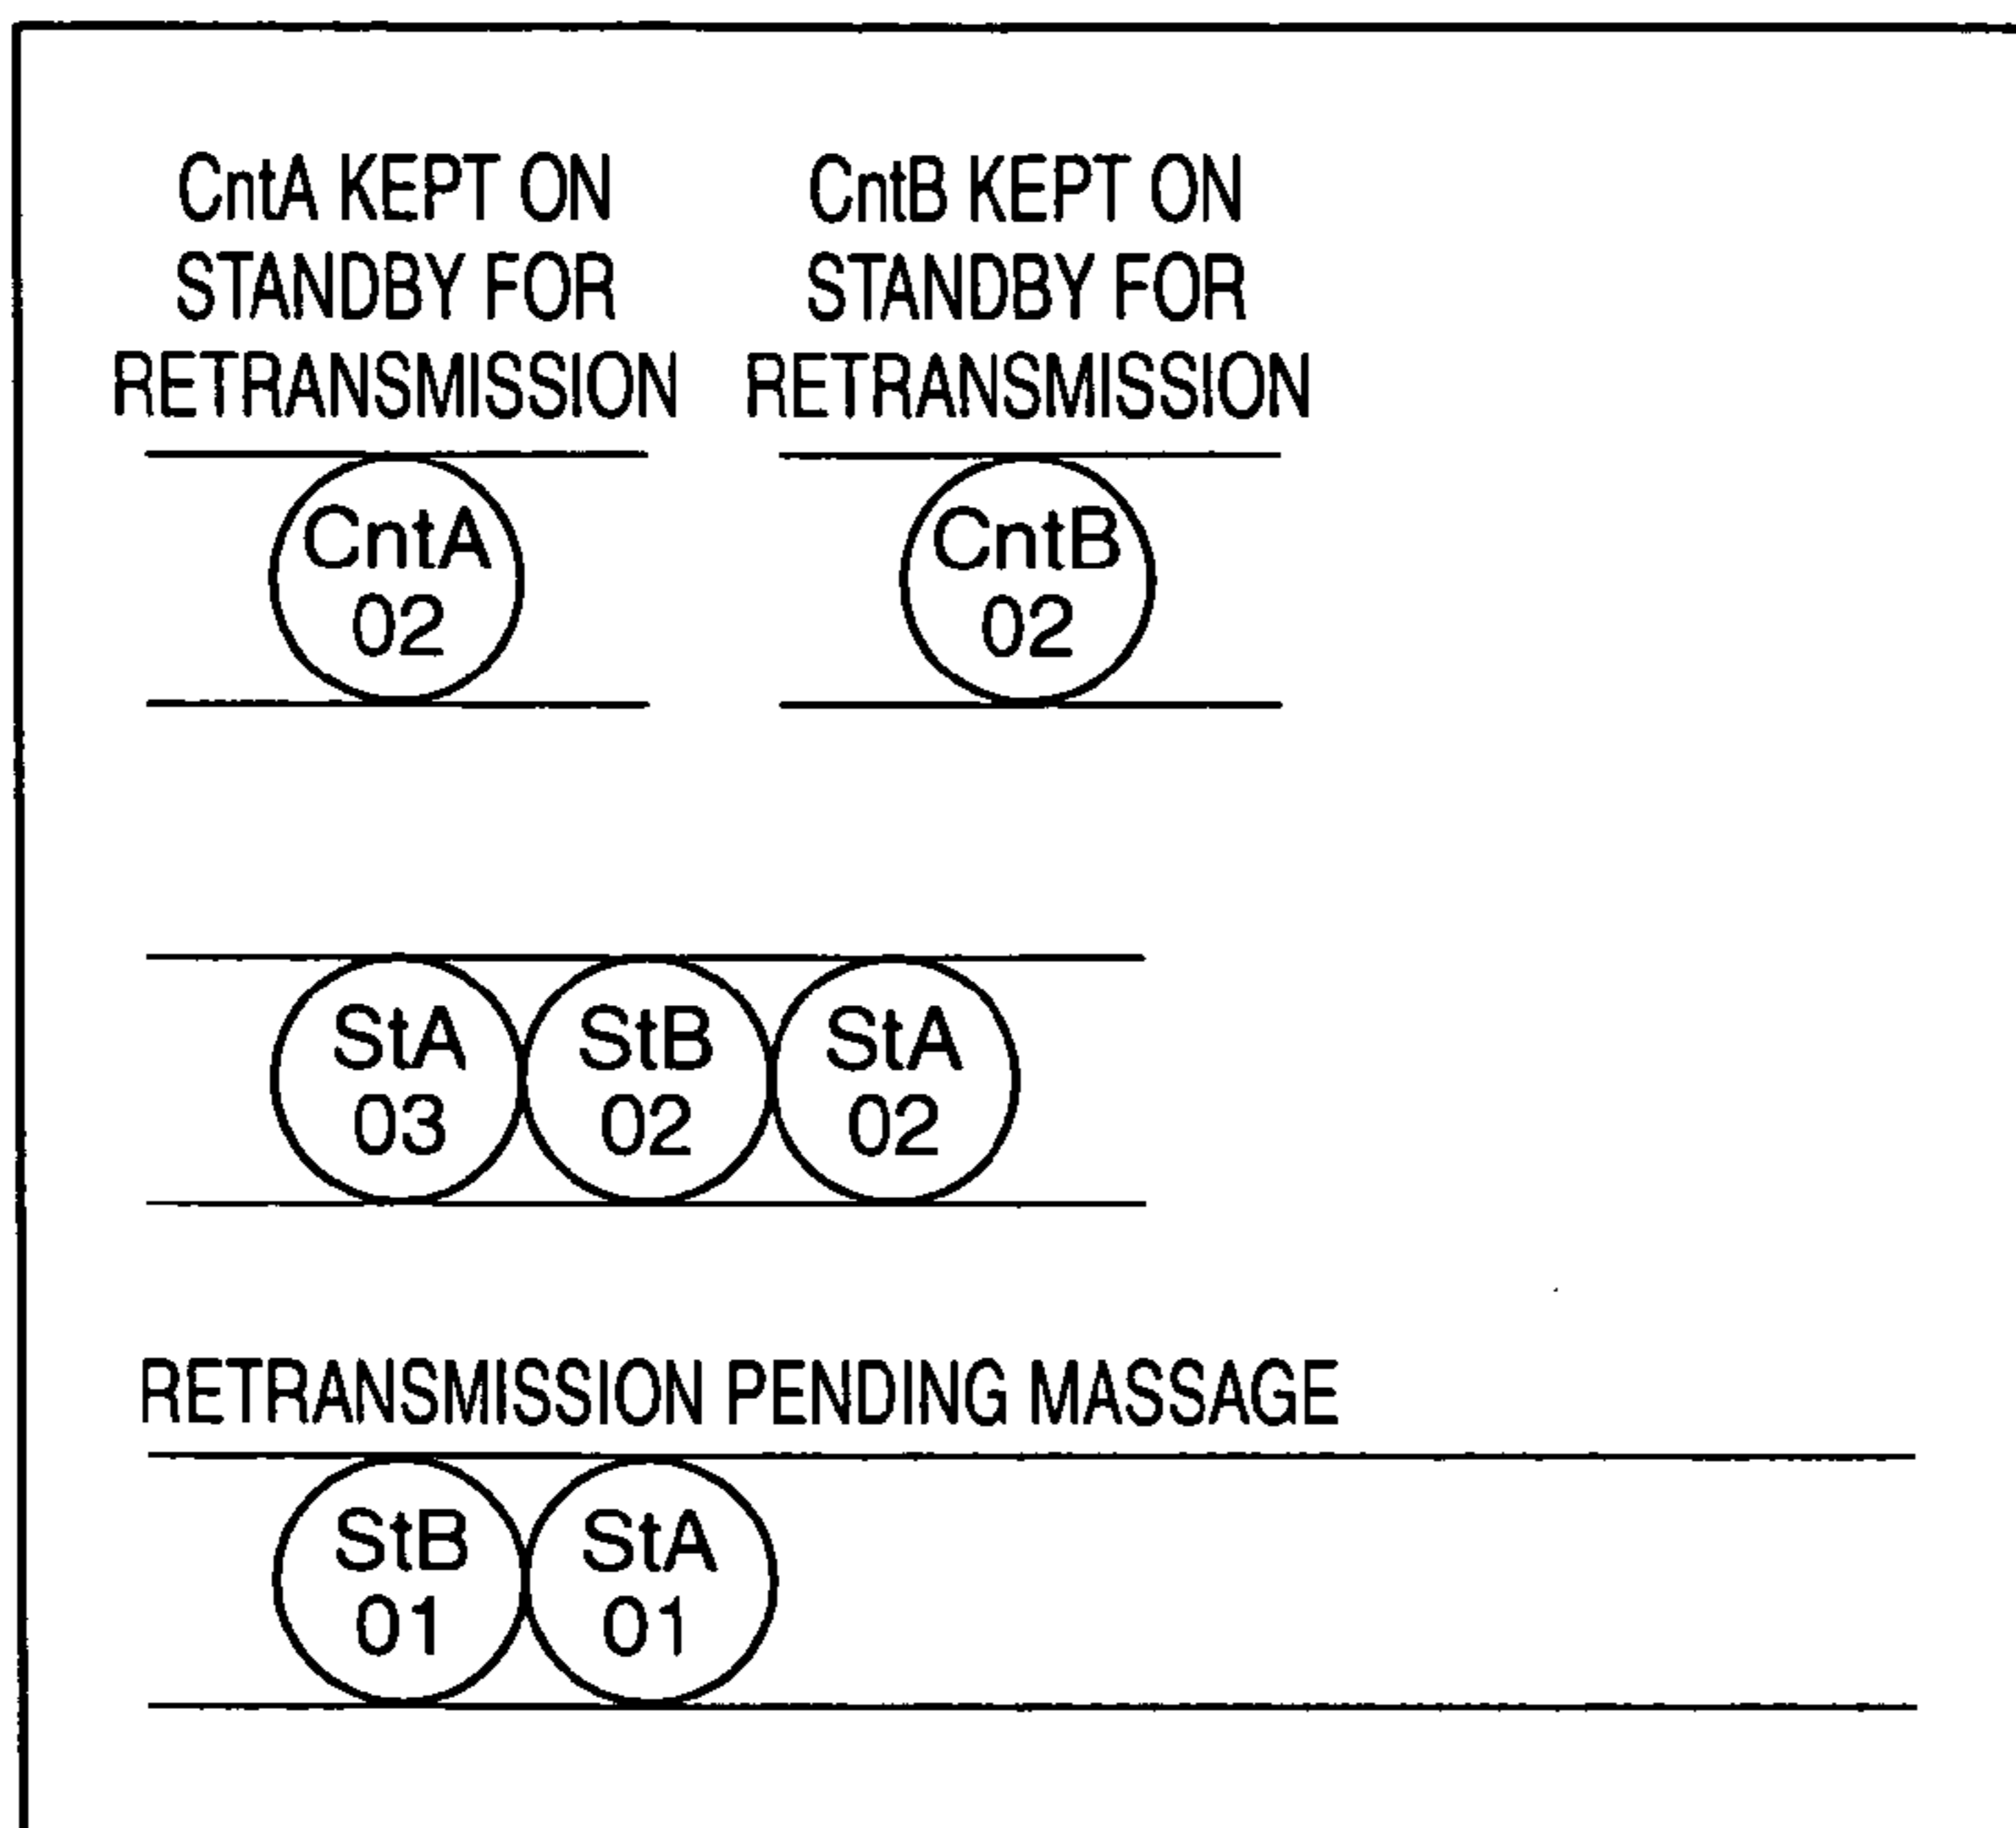 CntA KEPT ON
STANDBY FOR
RETRANSMISSION
CntB KEPT ON
STANDBY FOR
RETRANSMISSION
CntA
02
CntB
02
StA
03
StB
02
StA
02
RETRANSMISSION PENDING MASSAGE
StB
01
StA
01